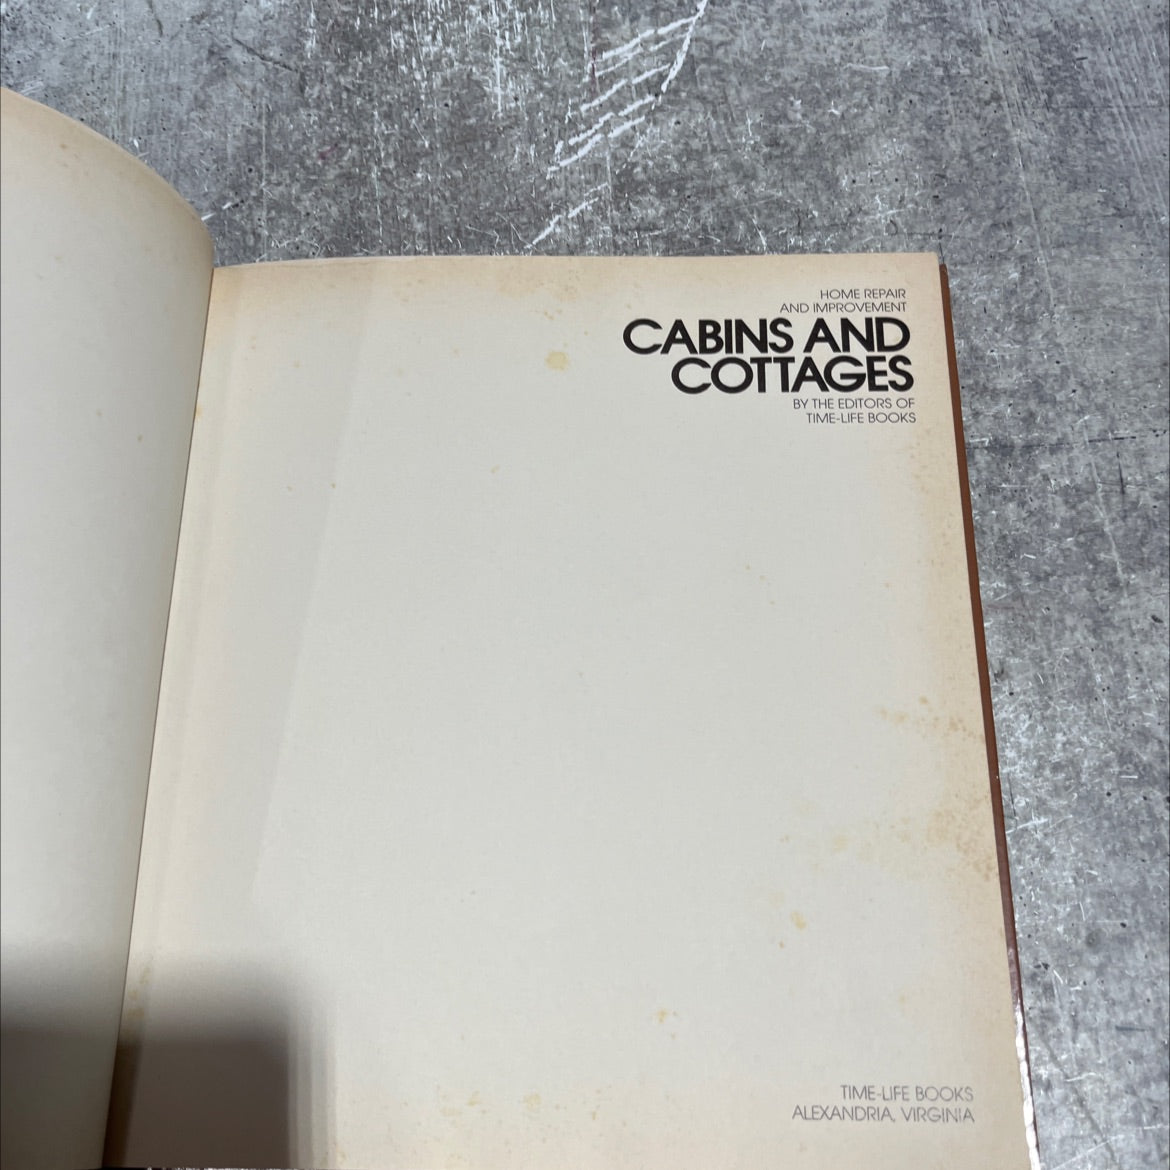 HOME REPAIR
AND IMPROVEMENT
CABINS AND
COTTAGES
BY THE EDITORS OF
TIME-LIFE BOOKS
TIME-LIFE BOOKS
ALEXANDRIA, VIRGINIA